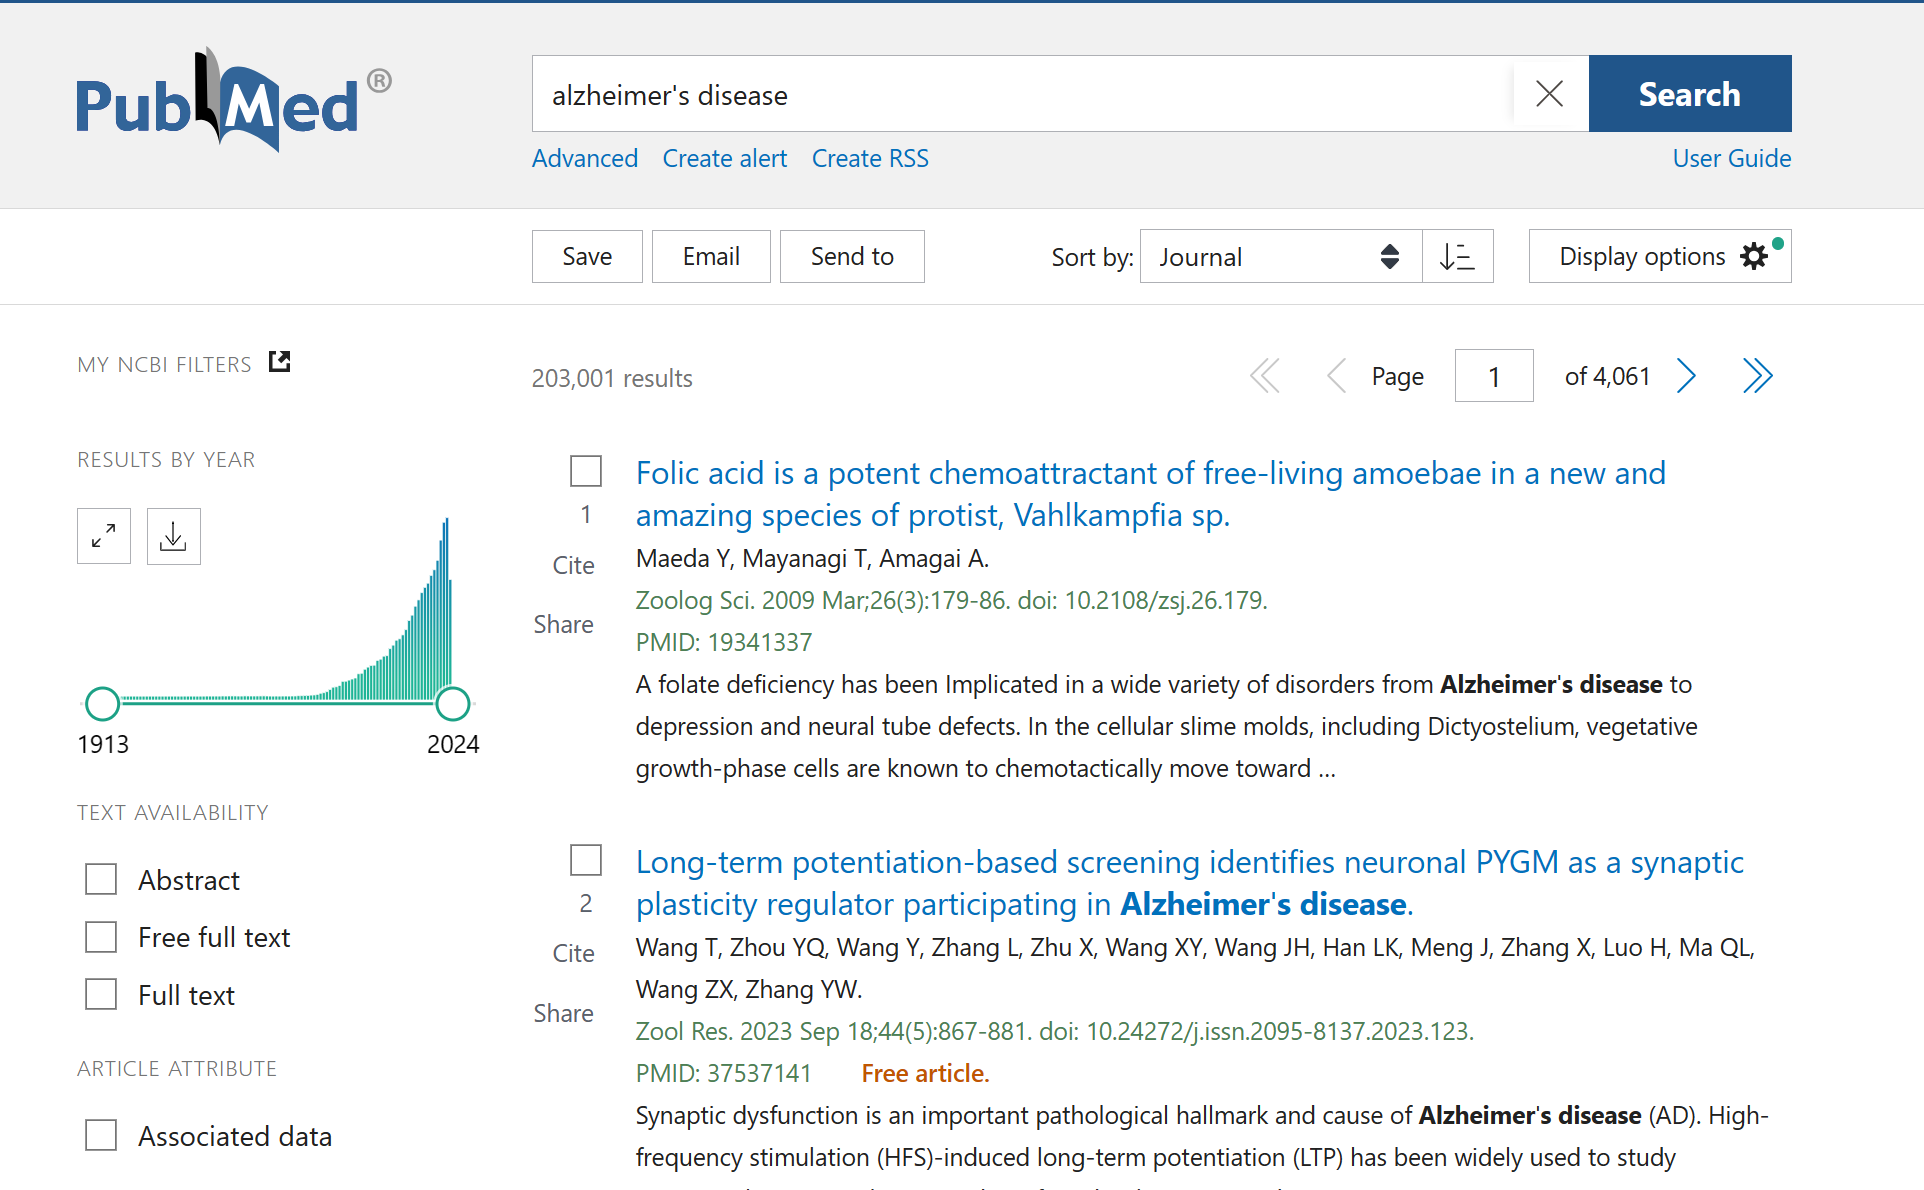 PubMed®
alzheimer's disease
Search
Advanced Create alert Create RSS User Guide
Save Email Send to Sort by: Journal Display options
MY NCBI FILTERS
203,001 results
Page 1 of 4,061
RESULTS BY YEAR
1913 2024
TEXT AVAILABILITY
Abstract
Free full text
Full text
ARTICLE ATTRIBUTE
Associated data
1
Cite
Share
Folic acid is a potent chemoattractant of free-living amoebae in a new and
amazing species of protist, Vahlkampfia sp.
Maeda Y, Mayanagi T, Amagai A.
Zoolog Sci. 2009 Mar;26(3):179-86. doi: 10.2108/zsj.26.179.
PMID: 19341337
A folate deficiency has been Implicated in a wide variety of disorders from Alzheimer's disease to
depression and neural tube defects. In the cellular slime molds, including Dictyostelium, vegetative
growth-phase cells are known to chemotactically move toward ...
2
Cite
Share
Long-term potentiation-based screening identifies neuronal PYGM as a synaptic
plasticity regulator participating in Alzheimer's disease.
Wang T, Zhou YQ, Wang Y, Zhang L, Zhu X, Wang XY, Wang JH, Han LK, Meng J, Zhang X, Luo H, Ma QL,
Wang ZX, Zhang YW.
Zool Res. 2023 Sep 18;44(5):867-881. doi: 10.24272/j.issn.2095-8137.2023.123.
PMID: 37537141 Free article.
Synaptic dysfunction is an important pathological hallmark and cause of Alzheimer's disease (AD). High-
frequency stimulation (HFS)-induced long-term potentiation (LTP) has been widely used to study